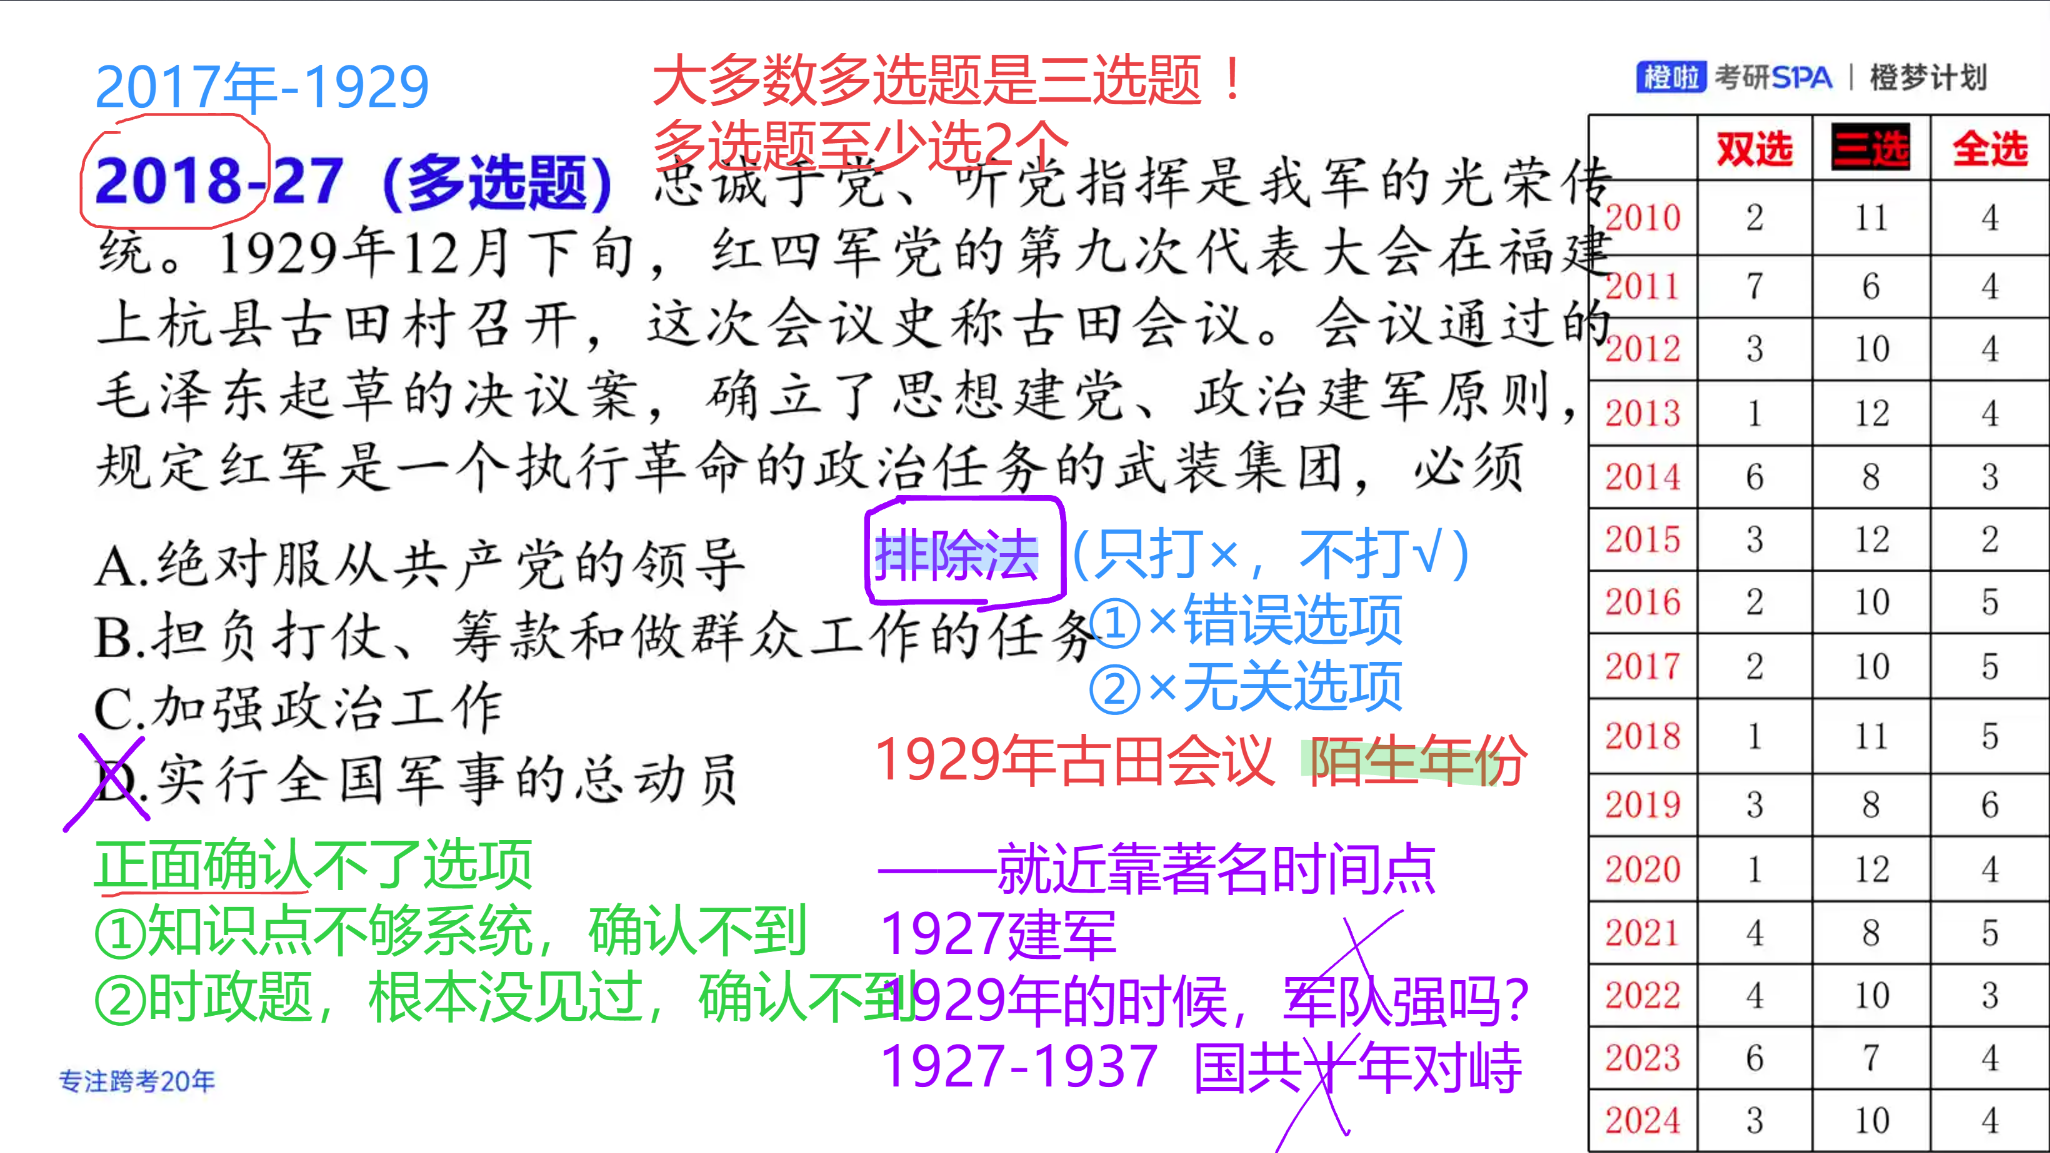 2017年-1929
大多数多选题是三选题！
多选题至少选2个
橙啦 考研SPA | 橙梦计划
2018-27（多选题）忠诚于党、听党指挥是我军的光荣传
统。1929年12月下旬，红四军党的第九次代表大会在福建
上杭县古田村召开，这次会议史称古田会议。会议通过的
毛泽东起草的决议案，确立了思想建党、政治建军原则，
规定红军是一个执行革命的政治任务的武装集团，必须
A.绝对服从共产党的领导
B.担负打仗、筹款和做群众工作的任务
C.加强政治工作
D.实行全国军事的总动员
排除法（只打×，不打√）
①×错误选项
②×无关选项
1929年古田会议 陌生年份
——就近靠著名时间点
1927建军
1929年的时候，军队强吗？
1927-1937 国共十年对峙
正面确认不了选项
①知识点不够系统，确认不到
②时政题，根本没见过，确认不到
专注跨考20年
双选 三选 全选
2010 2 11 4
2011 7 6 4
2012 3 10 4
2013 1 12 4
2014 6 8 3
2015 3 12 2
2016 2 10 5
2017 2 10 5
2018 1 11 5
2019 3 8 6
2020 1 12 4
2021 4 8 5
2022 4 10 3
2023 6 7 4
2024 3 10 4